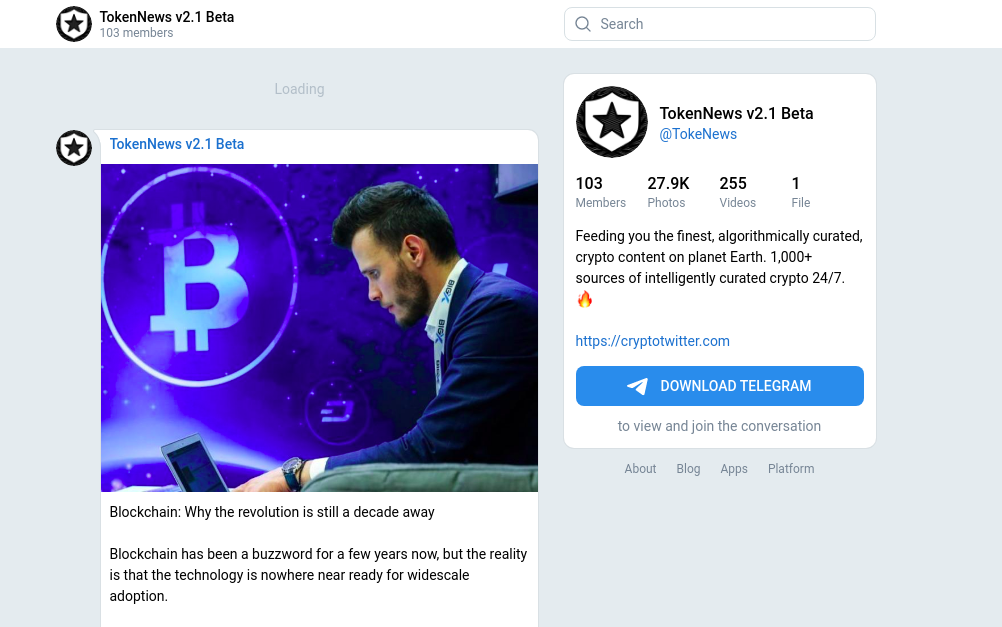 TokenNews v2.1 Beta
103 members
Search
Loading
TokenNews v2.1 Beta
BIGX
BIGX
Blockchain: Why the revolution is still a decade away
Blockchain has been a buzzword for a few years now, but the reality
is that the technology is nowhere near ready for widescale
adoption.
TokenNews v2.1 Beta
@TokeNews
103 27.9K 255 1
Members Photos Videos File
Feeding you the finest, algorithmically curated,
crypto content on planet Earth. 1,000+
sources of intelligently curated crypto 24/7.
🔥
https://cryptotwitter.com
DOWNLOAD TELEGRAM
to view and join the conversation
About Blog Apps Platform